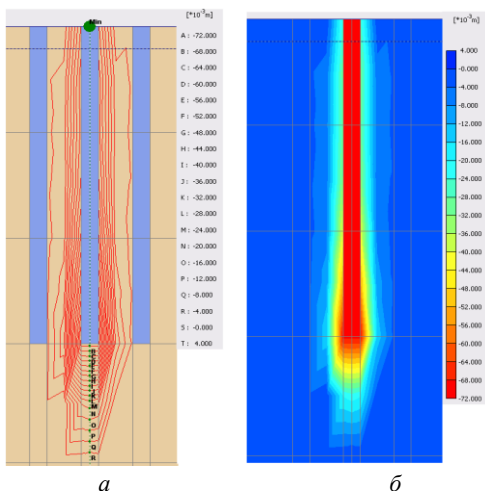 [*10⁻³m]
Min
A : -72.000
B : -68.000
C : -64.000
D : -60.000
E : -56.000
F : -52.000
G : -48.000
H : -44.000
I : -40.000
J : -36.000
K : -32.000
L : -28.000
M : -24.000
N : -20.000
O : -16.000
P : -12.000
Q : -8.000
R : -4.000
S : -0.000
T : 4.000
M
N
O
P
Q
R
а
[*10⁻³m]
4.000
-0.000
-4.000
-8.000
-12.000
-16.000
-20.000
-24.000
-28.000
-32.000
-36.000
-40.000
-44.000
-48.000
-52.000
-56.000
-60.000
-64.000
-68.000
-72.000
б